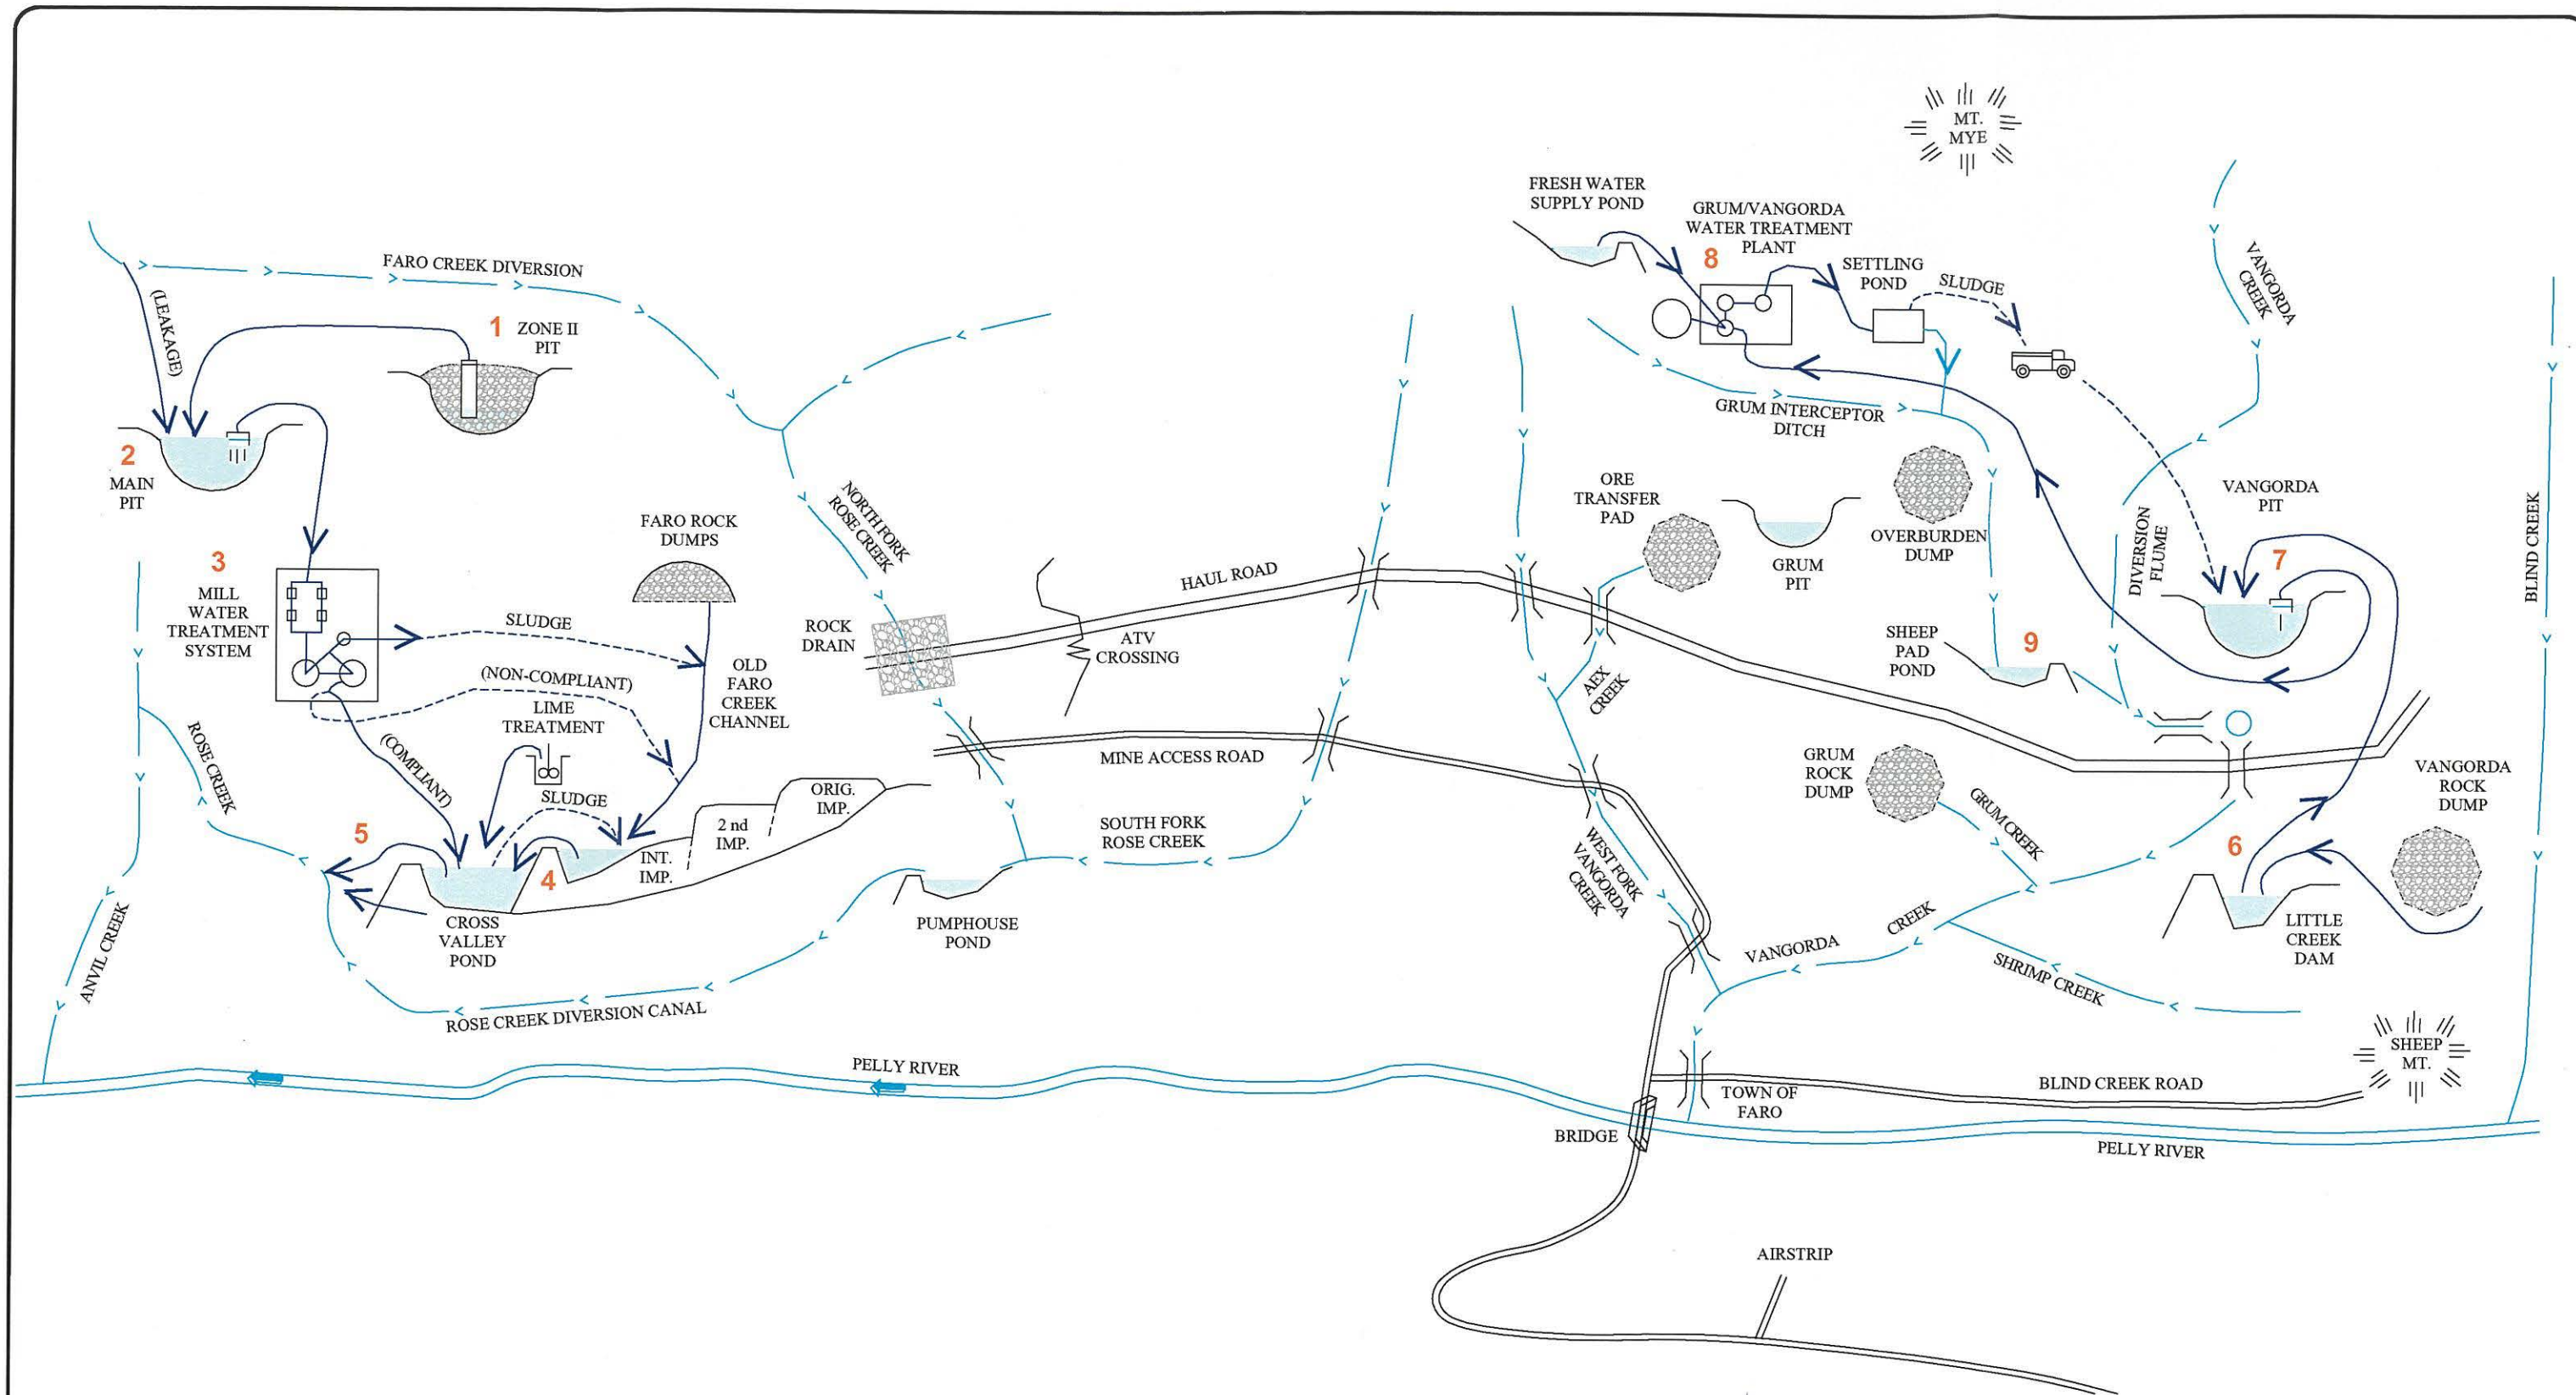 MT.
MYE
FRESH WATER
SUPPLY POND
GRUM/VANGORDA
WATER TREATMENT
PLANT
8
SETTLING
POND
SLUDGE
VANGORDA
CREEK
FARO CREEK DIVERSION
(LEAKAGE)
1
ZONE II
PIT
2
MAIN
PIT
GRUM INTERCEPTOR
DITCH
ORE
TRANSFER
PAD
GRUM
PIT
OVERBURDEN
DUMP
DIVERSION
FLUME
VANGORDA
PIT
7
BLIND CREEK
NORTH FORK
ROSE CREEK
FARO ROCK
DUMPS
3
MILL
WATER
TREATMENT
SYSTEM
SLUDGE
(NON-COMPLIANT)
LIME
TREATMENT
OLD
FARO
CREEK
CHANNEL
(COMPLIANT)
SLUDGE
ROCK
DRAIN
HAUL ROAD
ATV
CROSSING
AEX
CREEK
SHEEP
PAD
POND
9
ROSE CREEK
MINE ACCESS ROAD
ORIG.
IMP.
2 nd
IMP.
INT.
IMP.
5
4
CROSS
VALLEY
POND
SOUTH FORK
ROSE CREEK
PUMPHOUSE
POND
WEST FORK
VANGORDA
CREEK
GRUM
ROCK
DUMP
GRUM CREEK
VANGORDA
ROCK
DUMP
6
LITTLE
CREEK
DAM
VANGORDA CREEK
SHRIMP CREEK
ANVIL CREEK
ROSE CREEK DIVERSION CANAL
SHEEP
MT.
PELLY RIVER
BLIND CREEK ROAD
TOWN OF
FARO
BRIDGE
PELLY RIVER
AIRSTRIP